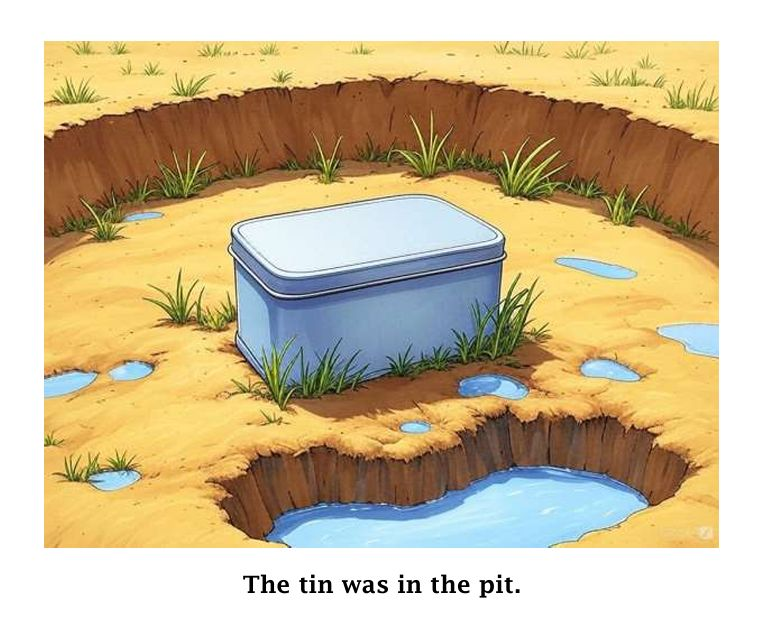 The tin was in the pit.